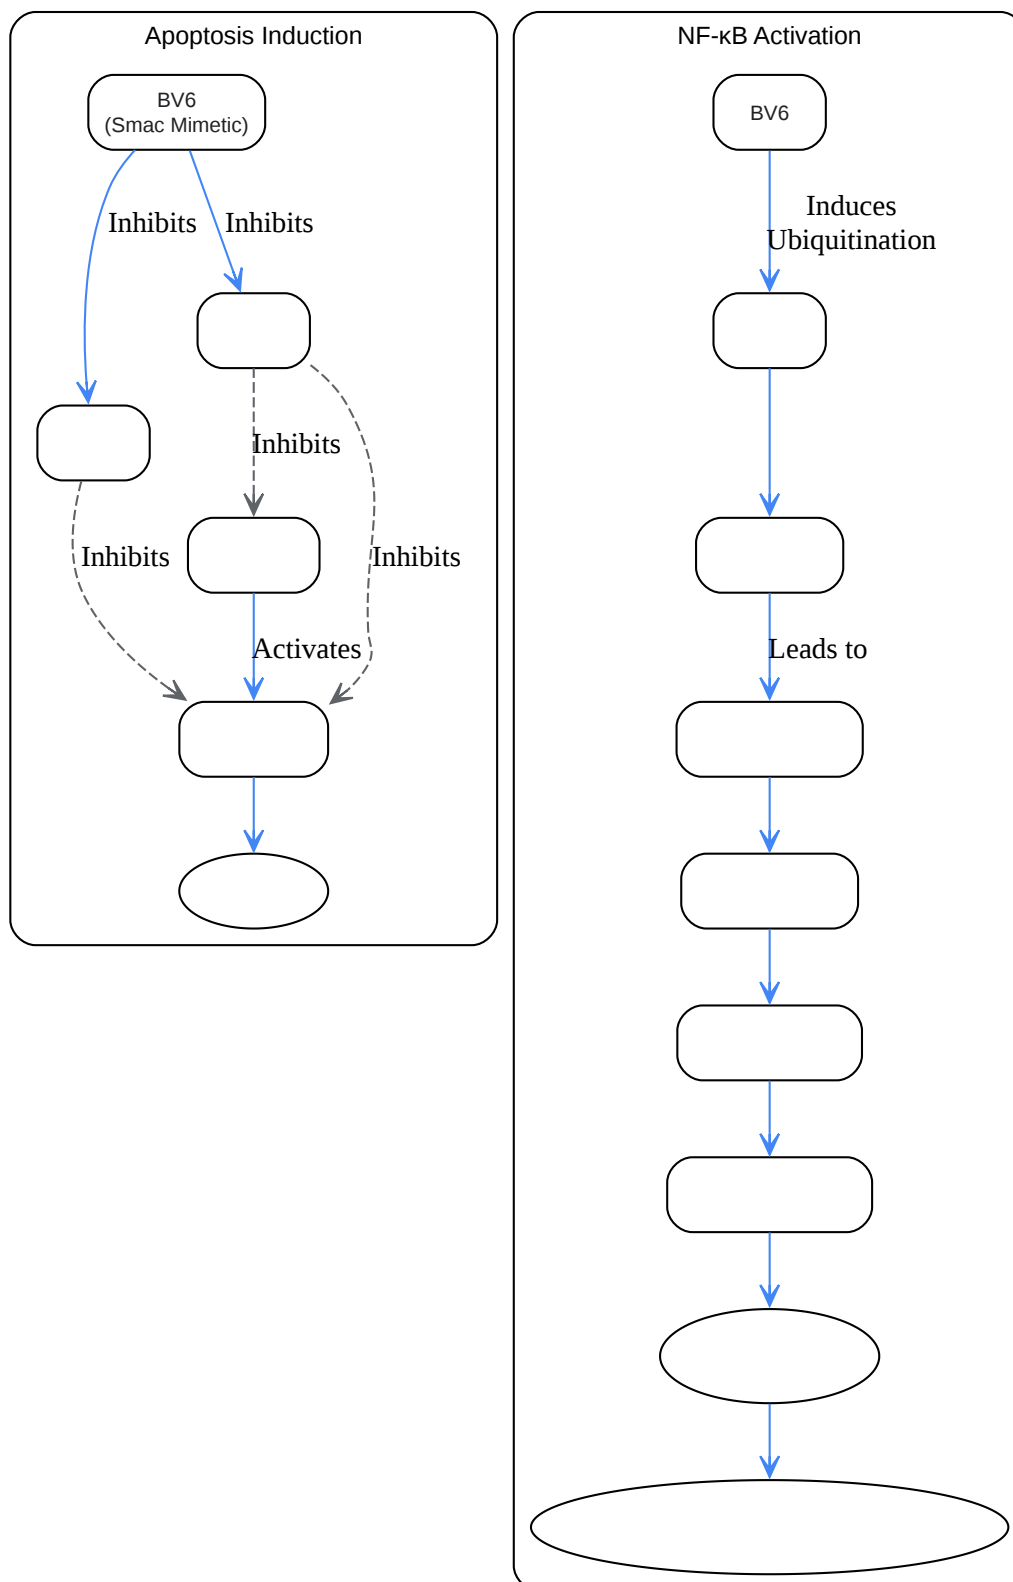 Apoptosis Induction
BV6
(Smac Mimetic)
Inhibits
Inhibits
Inhibits
Inhibits
Inhibits
Activates
NF-κB Activation
BV6
Induces
Ubiquitination
Leads to